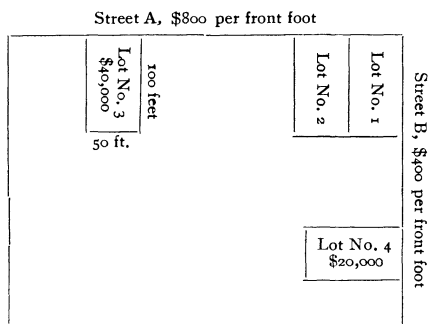 Street A, $800 per front foot
Lot No. 3
$40,000
100 feet
50 ft.
Lot No. 2
Lot No. 1
Street B, $400 per front foot
Lot No. 4
$20,000